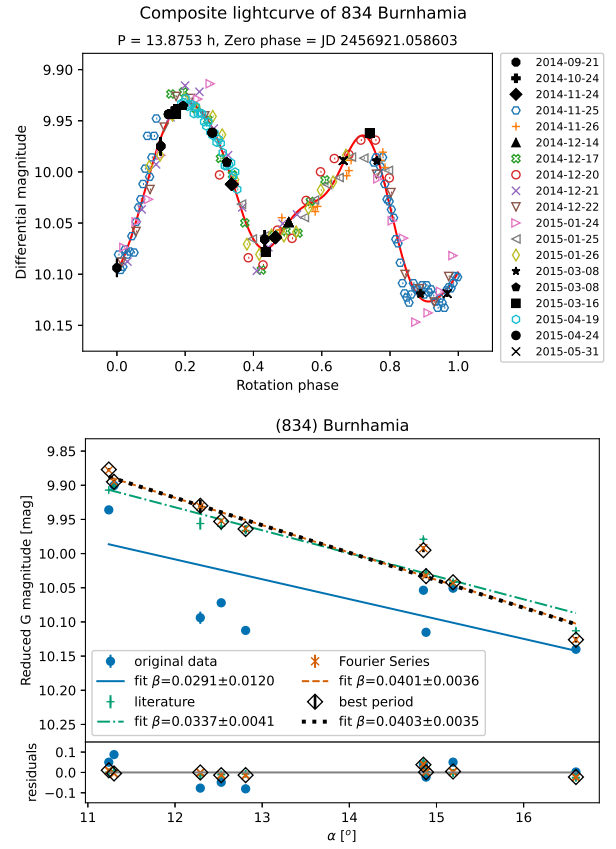 Composite lightcurve of 834 Burnhamia
P = 13.8753 h, Zero phase = JD 2456921.058603
9.90
9.95
10.00
10.05
10.10
10.15
Differential magnitude
0.0 0.2 0.4 0.6 0.8 1.0
Rotation phase
2014-09-21
2014-10-24
2014-11-24
2014-11-25
2014-11-26
2014-12-14
2014-12-17
2014-12-20
2014-12-21
2014-12-22
2015-01-24
2015-01-25
2015-01-26
2015-03-08
2015-03-08
2015-03-16
2015-04-19
2015-04-24
2015-05-31
(834) Burnhamia
9.85
9.90
9.95
10.00
10.05
10.10
10.15
10.20
10.25
Reduced G magnitude [mag]
original data
fit β=0.0291±0.0120
literature
fit β=0.0337±0.0041
Fourier Series
fit β=0.0401±0.0036
best period
fit β=0.0403±0.0035
0.1
0.0
−0.1
residuals
11 12 13 14 15 16
α [°]